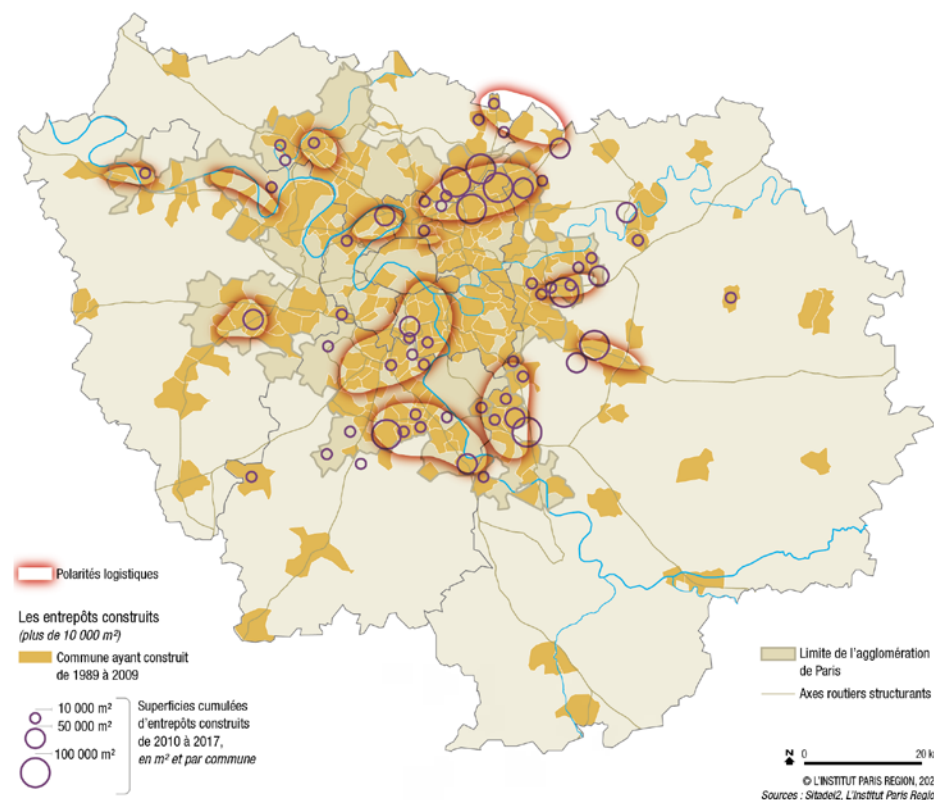 Polarités logistiques
Les entrepôts construits
(plus de 10 000 m²)
Commune ayant construit
de 1989 à 2009
10 000 m²
50 000 m²
100 000 m²
Superficies cumulées
d'entrepôts construits
de 2010 à 2017,
en m² et par commune
Limite de l'agglomération
de Paris
Axes routiers structurants
N 0 20 k
© L'INSTITUT PARIS REGION, 202
Sources : Sitadel2, L'Institut Paris Regio